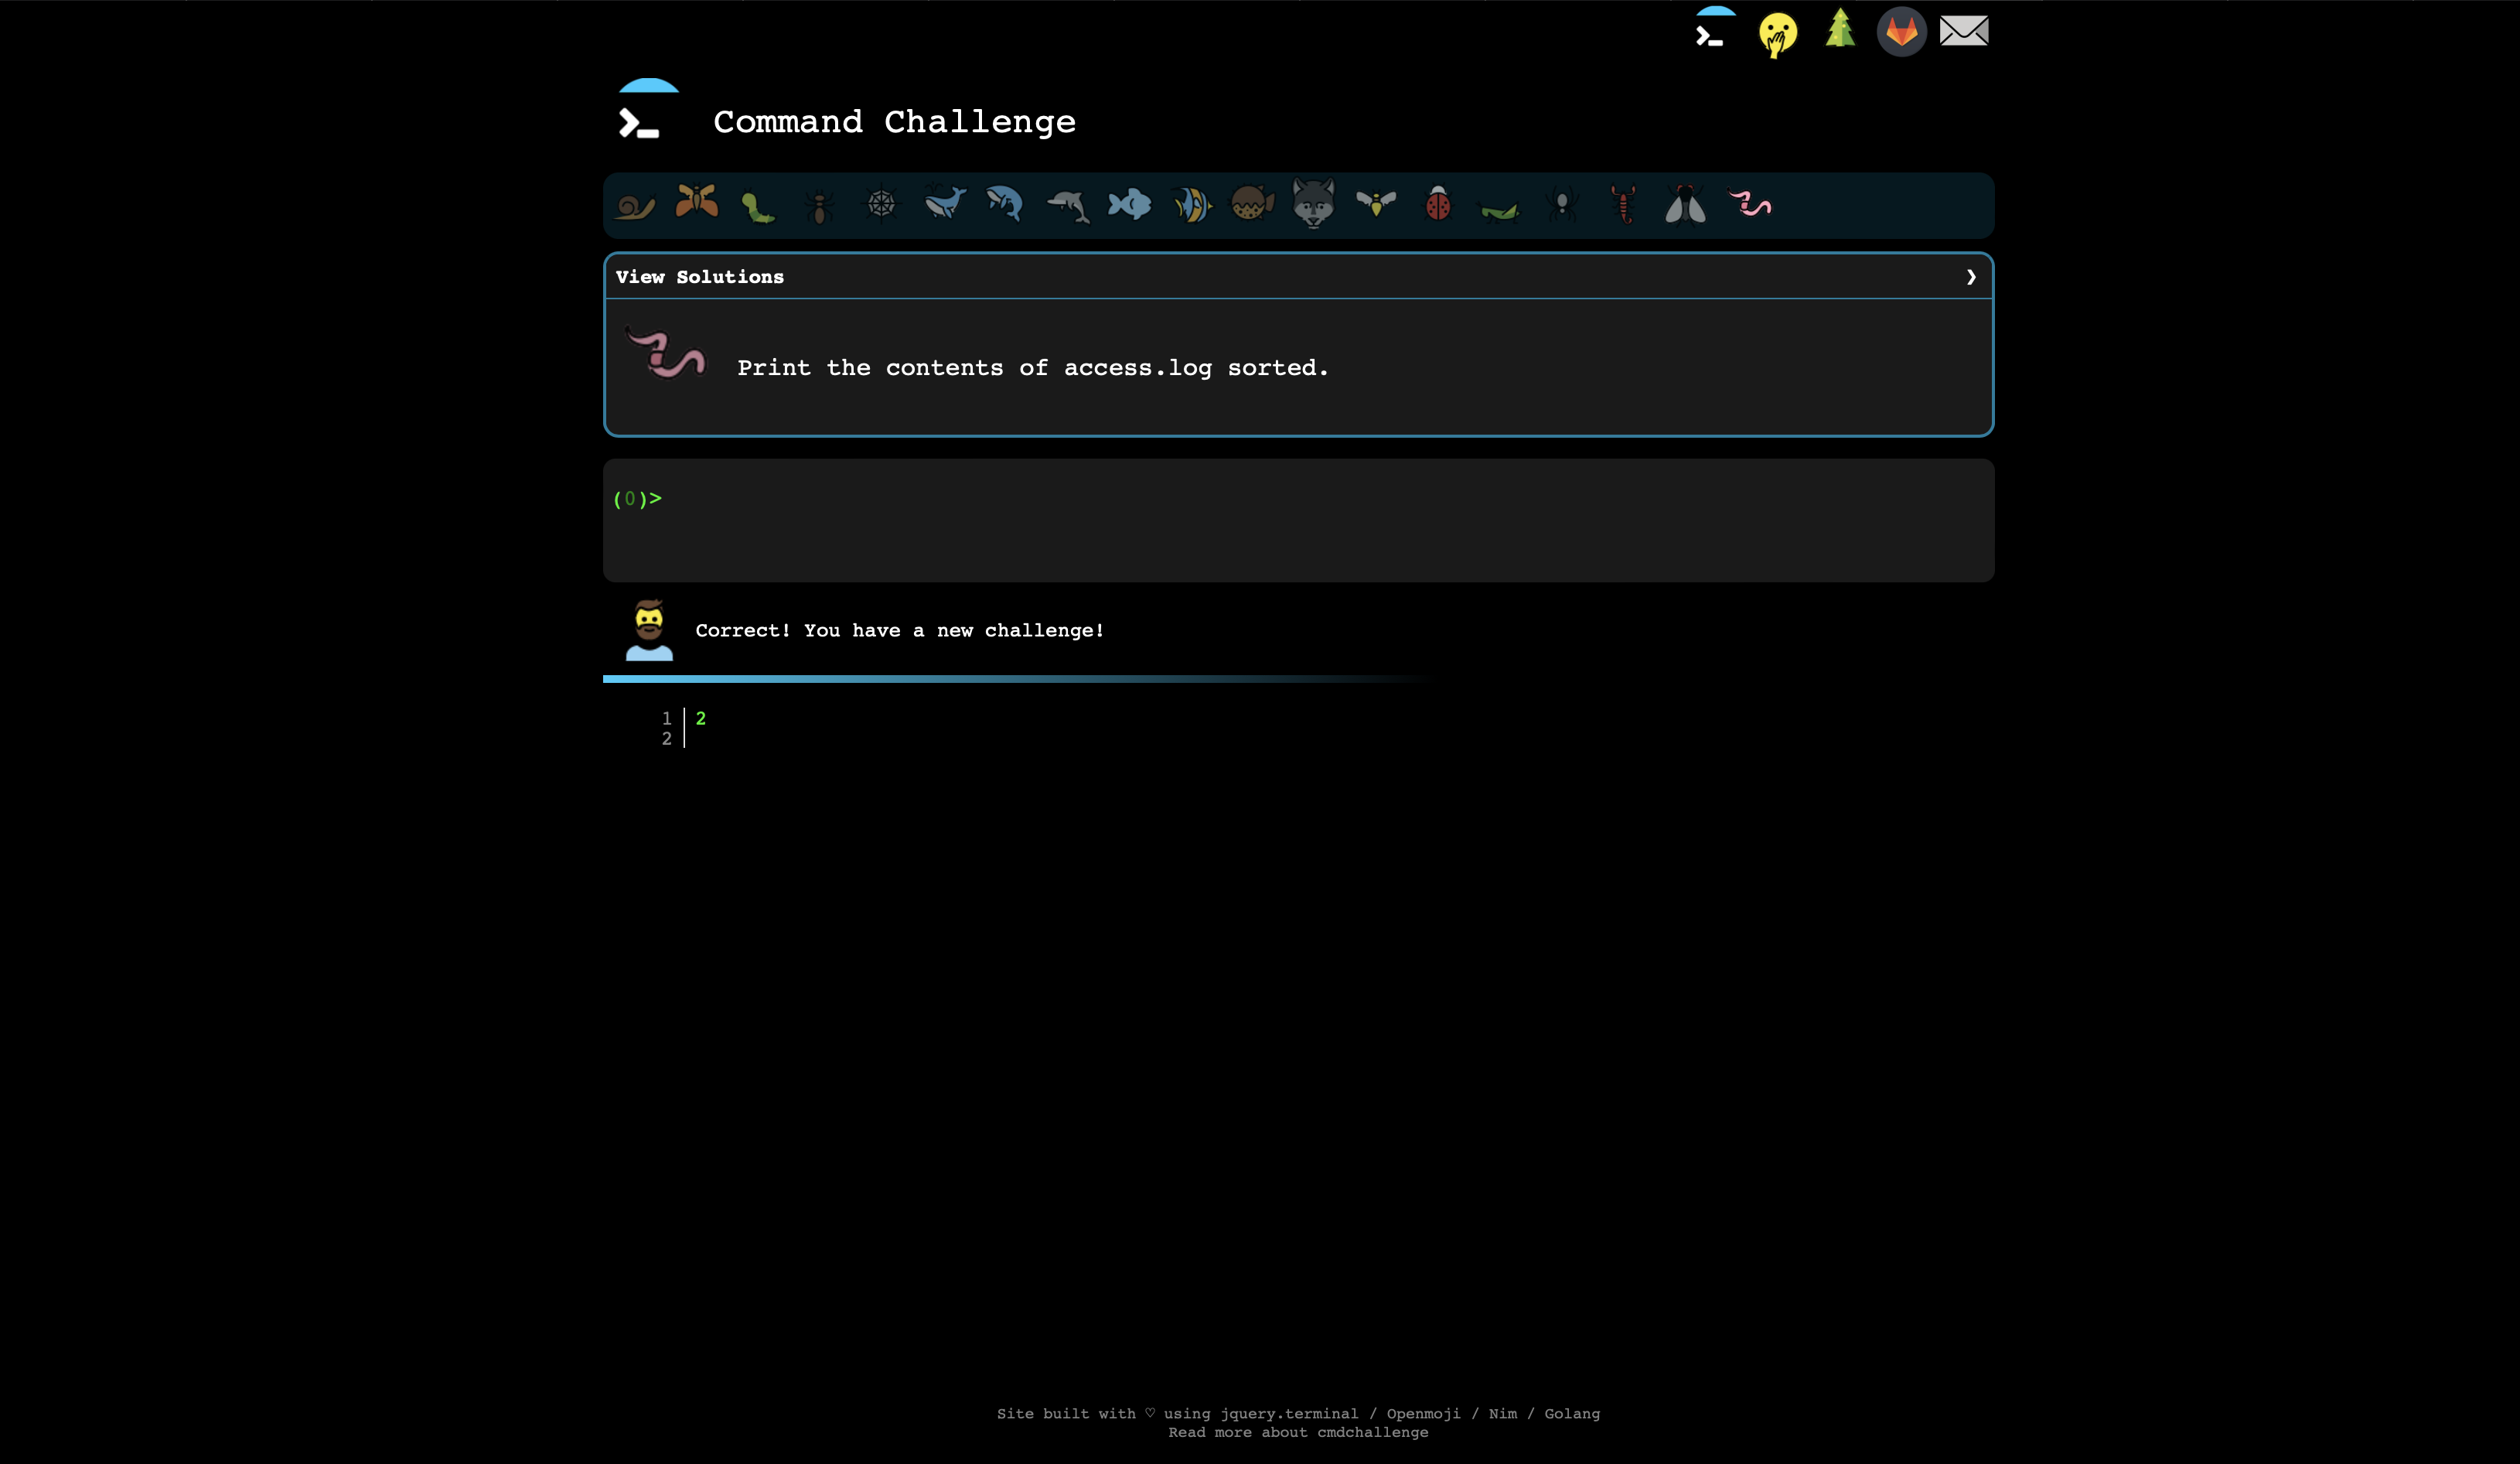 Command Challenge
View Solutions ❯
Print the contents of access.log sorted.
(0)>
Correct! You have a new challenge!
1 2
2
Site built with ♡ using jquery.terminal / Openmoji / Nim / Golang
Read more about cmdchallenge